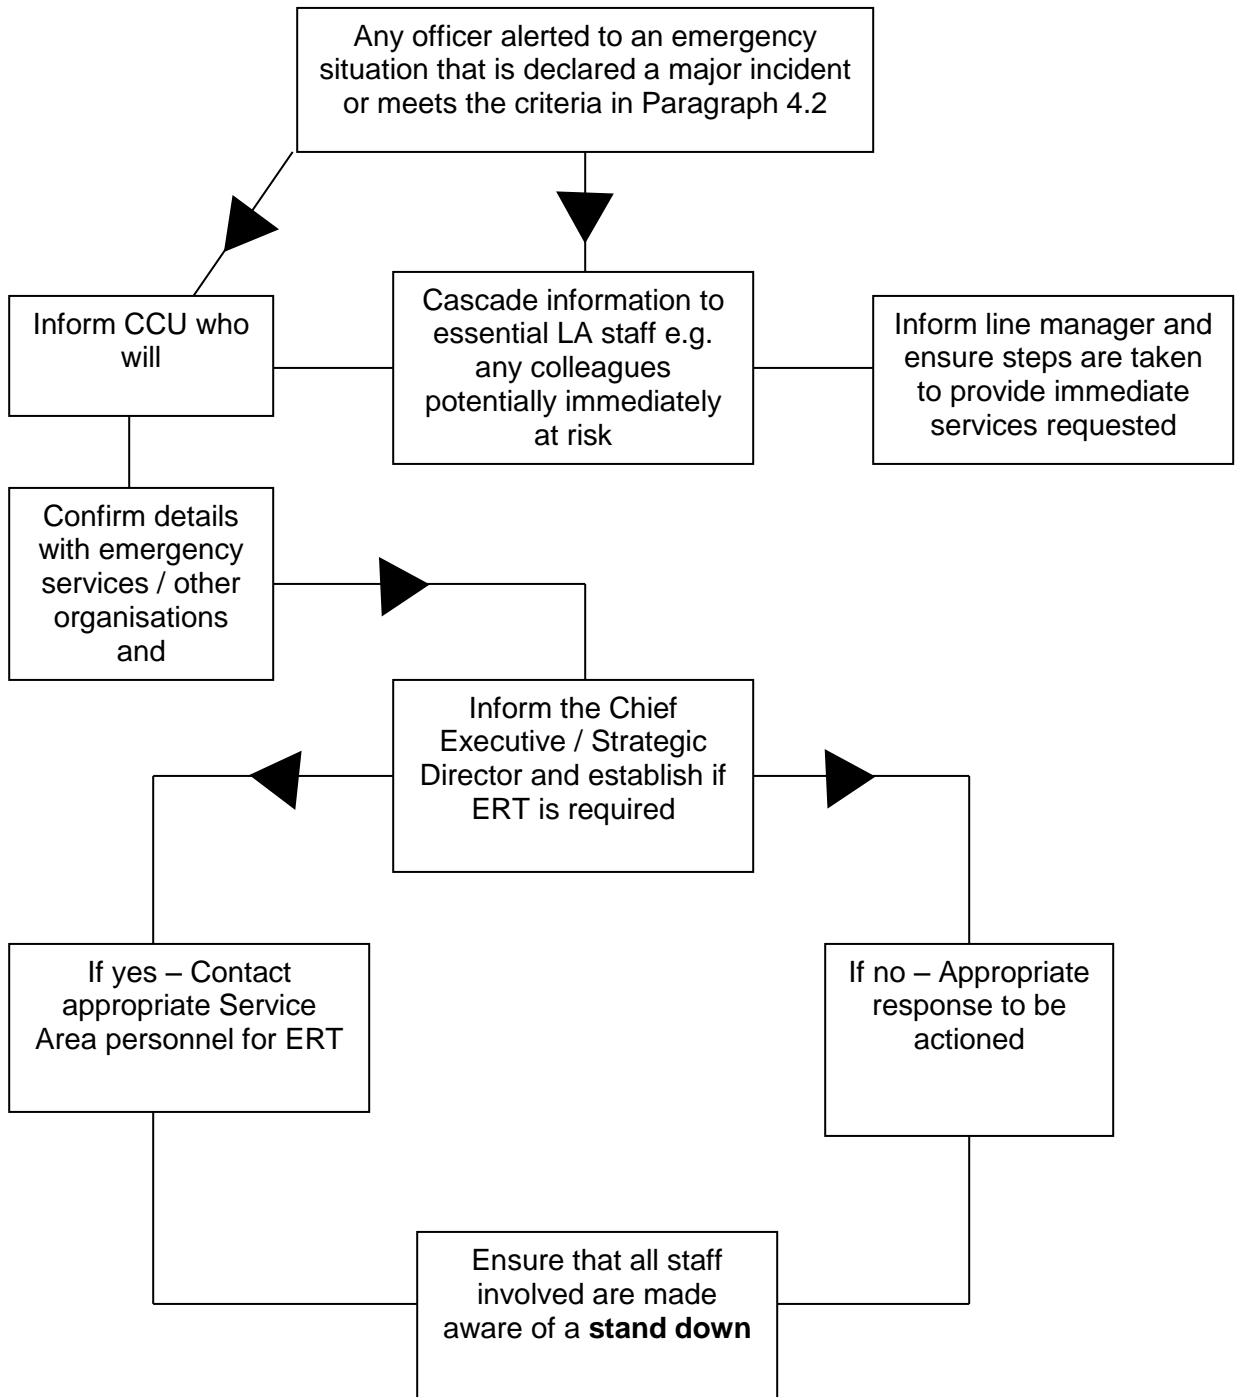 Any officer alerted to an emergency
situation that is declared a major incident
or meets the criteria in Paragraph 4.2
Inform CCU who
will
Cascade information to
essential LA staff e.g.
any colleagues
potentially immediately
at risk
Inform line manager and
ensure steps are taken
to provide immediate
services requested
Confirm details
with emergency
services / other
organisations
and
Inform the Chief
Executive / Strategic
Director and establish if
ERT is required
If yes – Contact
appropriate Service
Area personnel for ERT
If no – Appropriate
response to be
actioned
Ensure that all staff
involved are made
aware of a stand down